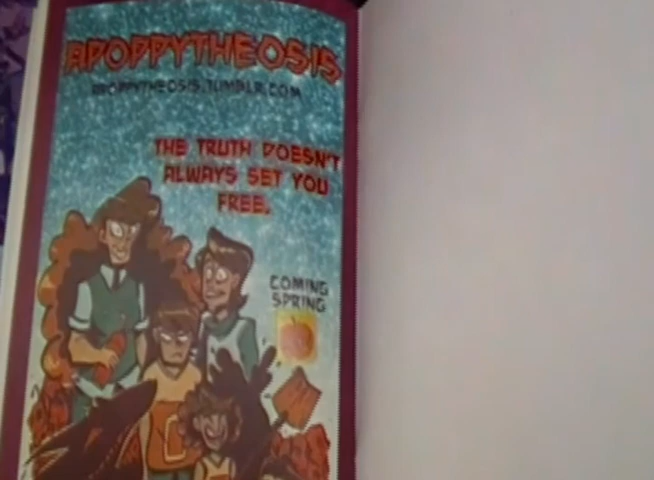 APOPPYTHEOSIS
APOPPYTHEOSIS.TUMBLR.COM
THE TRUTH DOESN'T
ALWAYS SET YOU
FREE.
COMING
SPRING
C